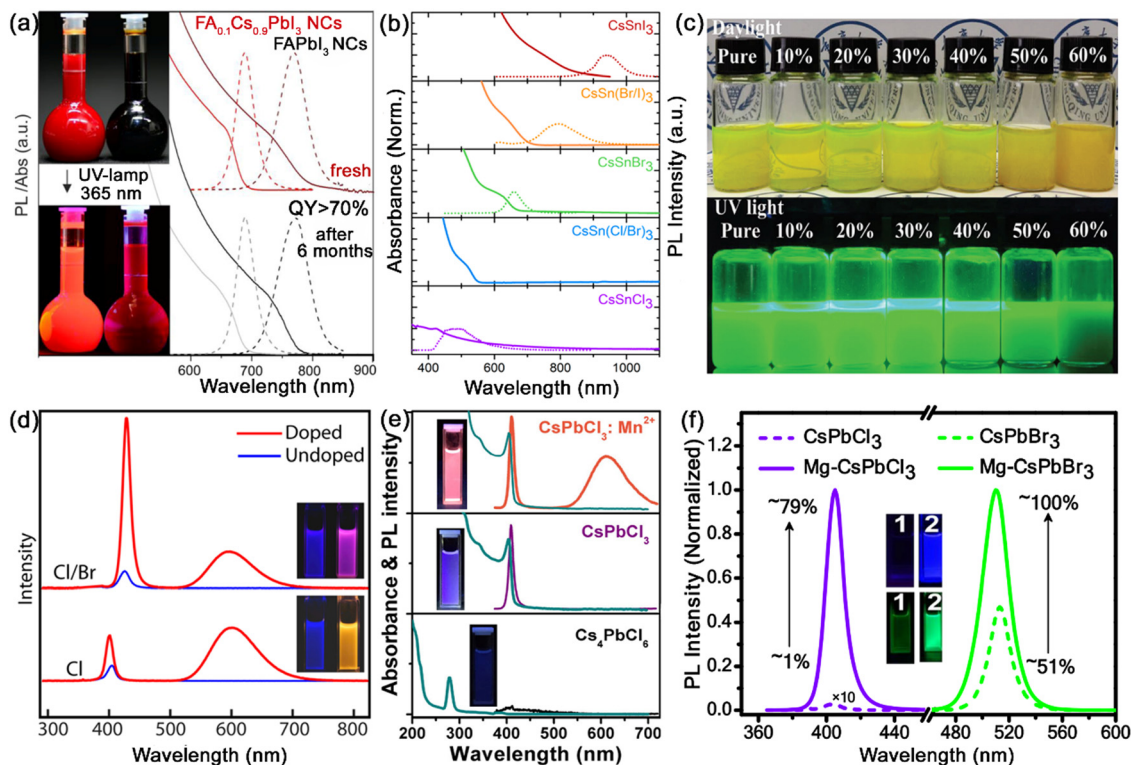 (a)
FA0.1Cs0.9PbI3 NCs
FAPbI3 NCs
UV-lamp
365 nm
fresh
QY>70%
after
6 months
PL /Abs (a.u.)
600 700 800 900
Wavelength (nm)
(b)
CsSnI3
CsSn(Br/I)3
CsSnBr3
CsSn(Cl/Br)3
CsSnCl3
Absorbance (Norm.)
PL Intensity (a.u.)
400 600 800 1000
Wavelength (nm)
(c)
Daylight
Pure 10% 20% 30% 40% 50% 60%
UV light
Pure 10% 20% 30% 40% 50% 60%
(d)
Doped
Undoped
Cl/Br
Cl
Intensity
300 400 500 600 700 800
Wavelength (nm)
(e)
CsPbCl3: Mn2+
CsPbCl3
Cs4PbCl6
Absorbance & PL intensity
200 300 400 500 600 700
Wavelength (nm)
(f)
CsPbCl3 CsPbBr3
Mg-CsPbCl3 Mg-CsPbBr3
~79% ~100%
1 2
1 2
~1% ~51%
×10
PL Intensity (Normalized)
1.2
1.0
0.8
0.6
0.4
0.2
0.0
360 400 440 480 520 560 600
Wavelength (nm)